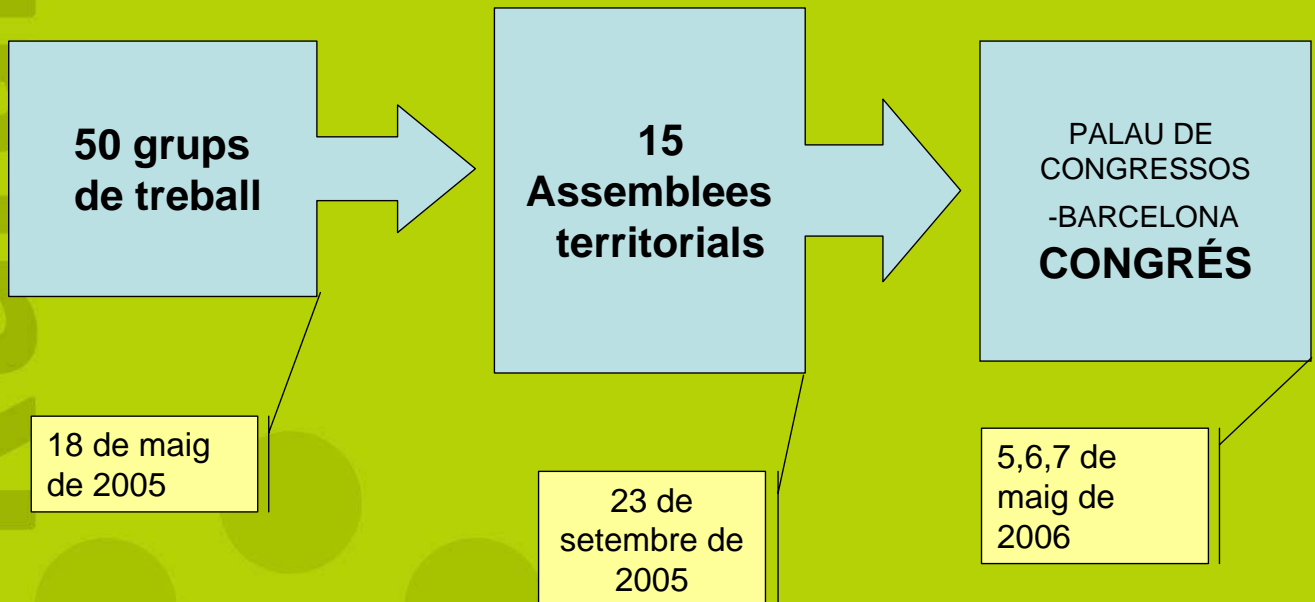 50 grups
de treball
15
Assemblees
territorials
PALAU DE
CONGRESSOS
-BARCELONA
CONGRÉS
18 de maig
de 2005
23 de
setembre de
2005
5,6,7 de
maig de
2006